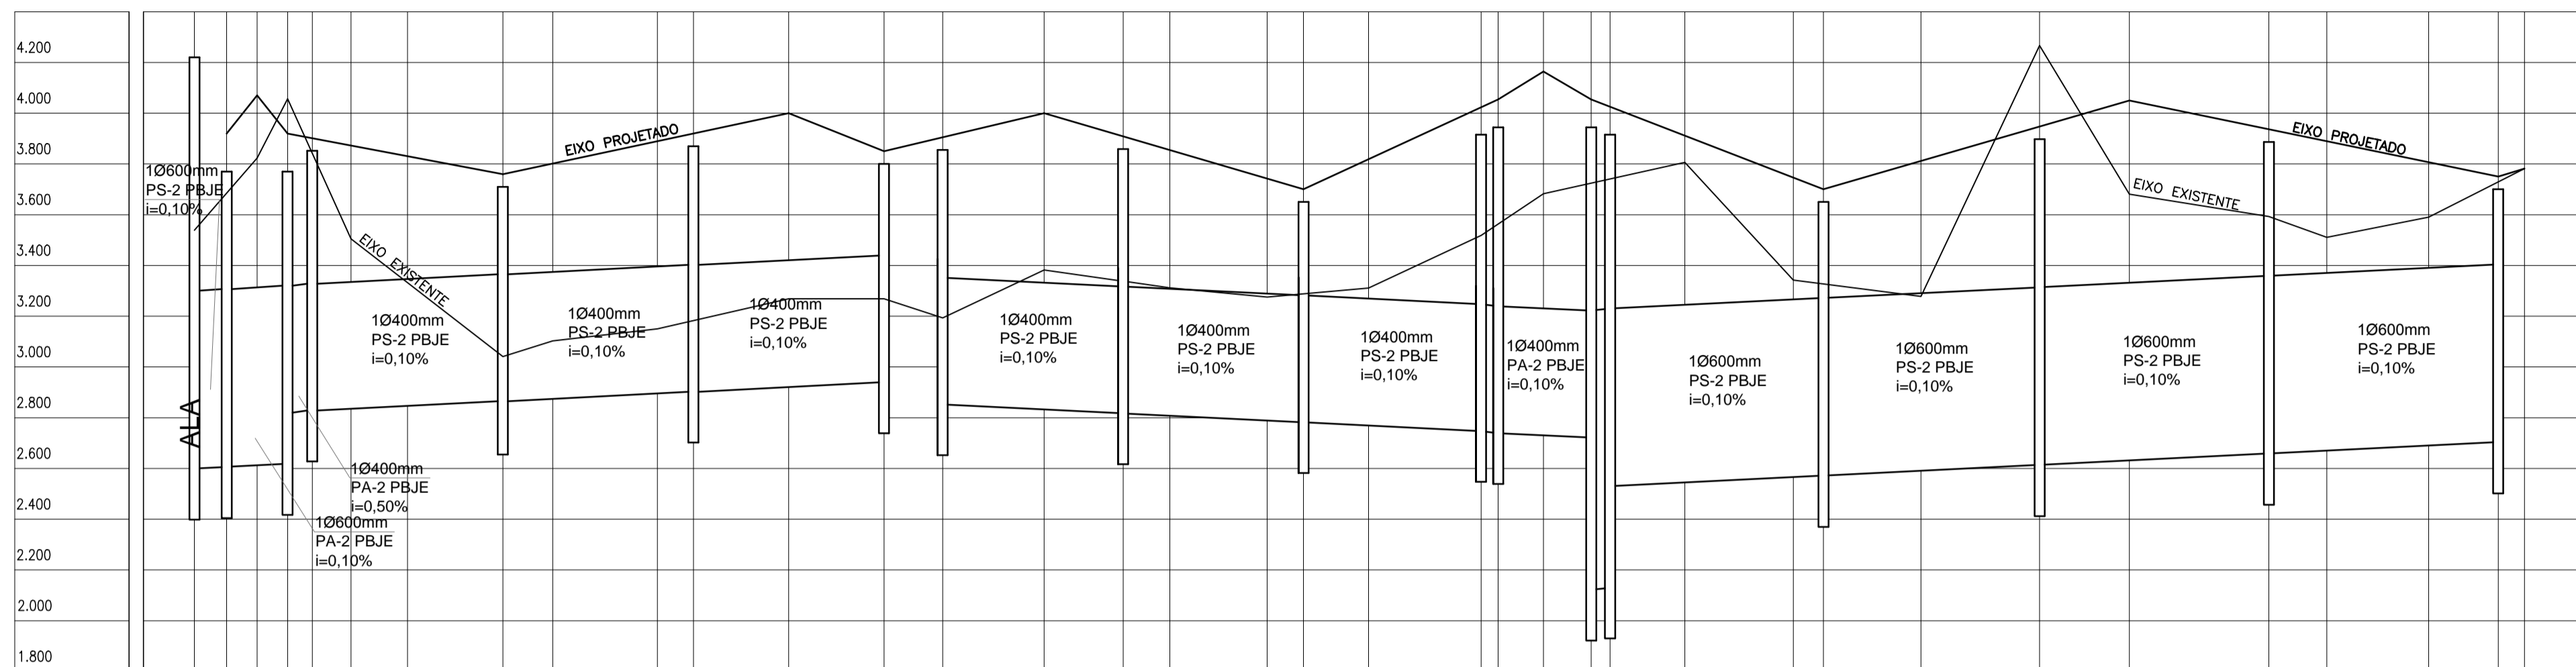 4.200
4.000
3.800
3.600
3.400
3.200
3.000
2.800
2.600
2.400
2.200
2.000
1.800
1Ø600mm
PS-2 PBJE
i=0,10%
ALA
1Ø400mm
PA-2 PBJE
i=0,50%
1Ø600mm
PA-2 PBJE
i=0,10%
EIXO EXISTENTE
1Ø400mm
PS-2 PBJE
i=0,10%
EIXO PROJETADO
1Ø400mm
PS-2 PBJE
i=0,10%
1Ø400mm
PS-2 PBJE
i=0,10%
1Ø400mm
PS-2 PBJE
i=0,10%
1Ø400mm
PS-2 PBJE
i=0,10%
1Ø400mm
PS-2 PBJE
i=0,10%
1Ø400mm
PA-2 PBJE
i=0,10%
1Ø600mm
PS-2 PBJE
i=0,10%
1Ø600mm
PS-2 PBJE
i=0,10%
EIXO EXISTENTE
1Ø600mm
PS-2 PBJE
i=0,10%
EIXO PROJETADO
1Ø600mm
PS-2 PBJE
i=0,10%